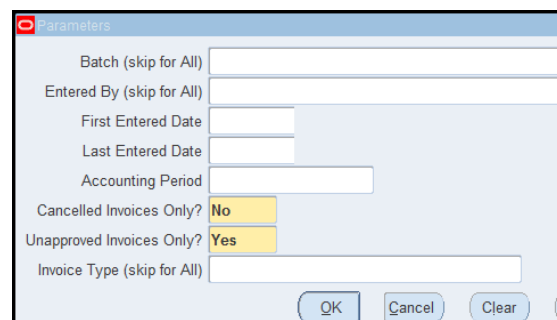 Parameters
Batch (skip for All)
Entered By (skip for All)
First Entered Date
Last Entered Date
Accounting Period
Cancelled Invoices Only? No
Unapproved Invoices Only? Yes
Invoice Type (skip for All)
OK Cancel Clear